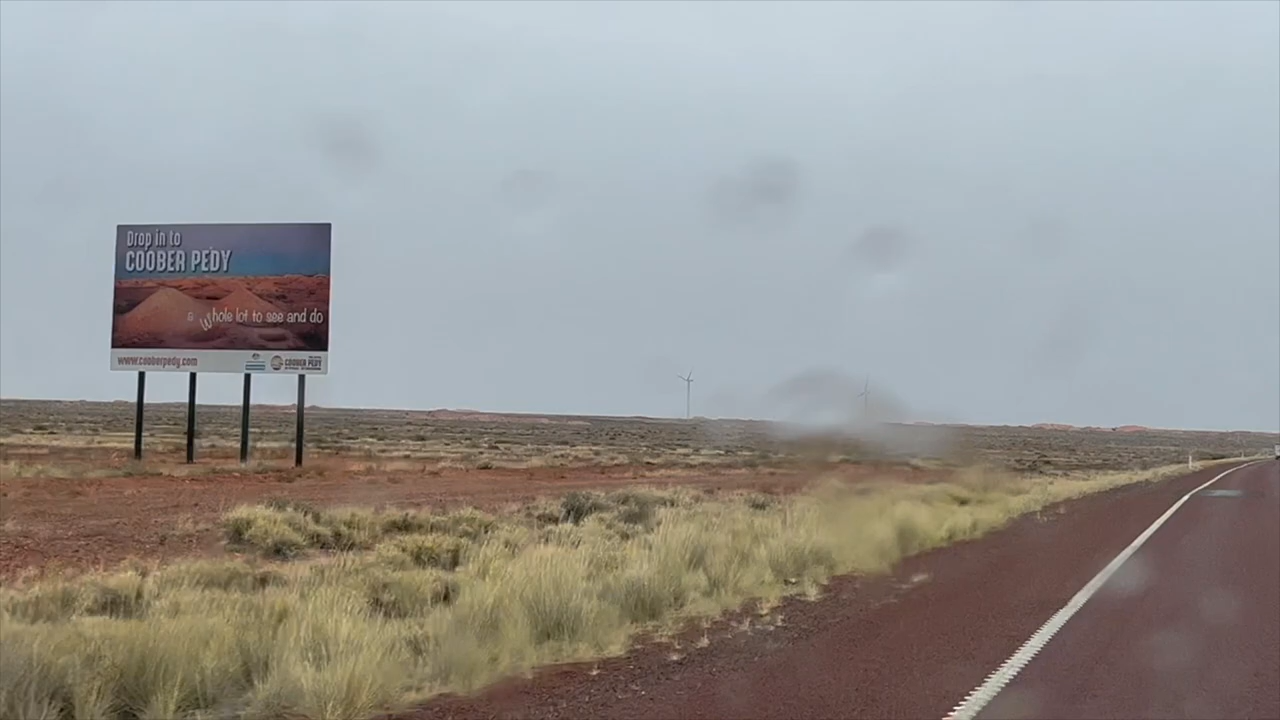 Drop in to
COOBER PEDY
a whole lot to see and do
www.cooberpedy.com
COOBER PEDY